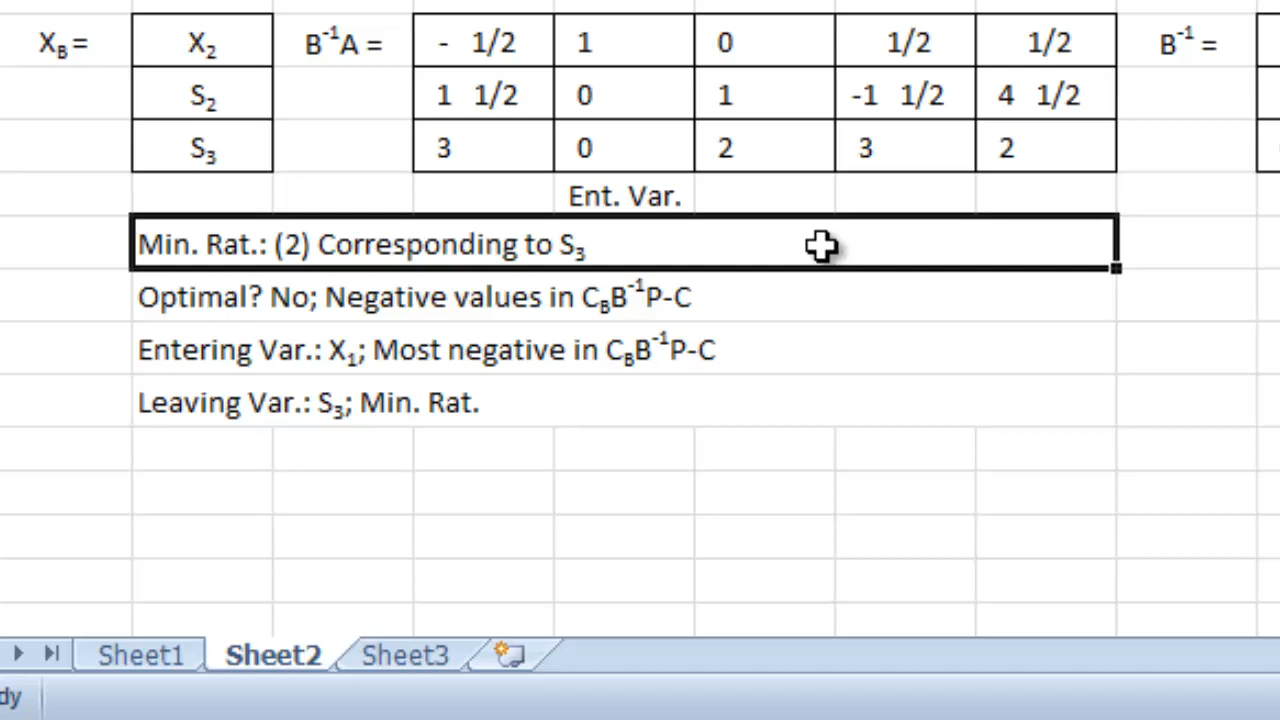 X_B = X₂ B⁻¹A = - 1/2 1 0 1/2 1/2 B⁻¹ =
S₂ 1 1/2 0 1 -1 1/2 4 1/2
S₃ 3 0 2 3 2
Ent. Var.
Min. Rat.: (2) Corresponding to S₃
Optimal? No; Negative values in C_BB⁻¹P-C
Entering Var.: X₁; Most negative in C_BB⁻¹P-C
Leaving Var.: S₃; Min. Rat.
Sheet1 Sheet2 Sheet3
dy